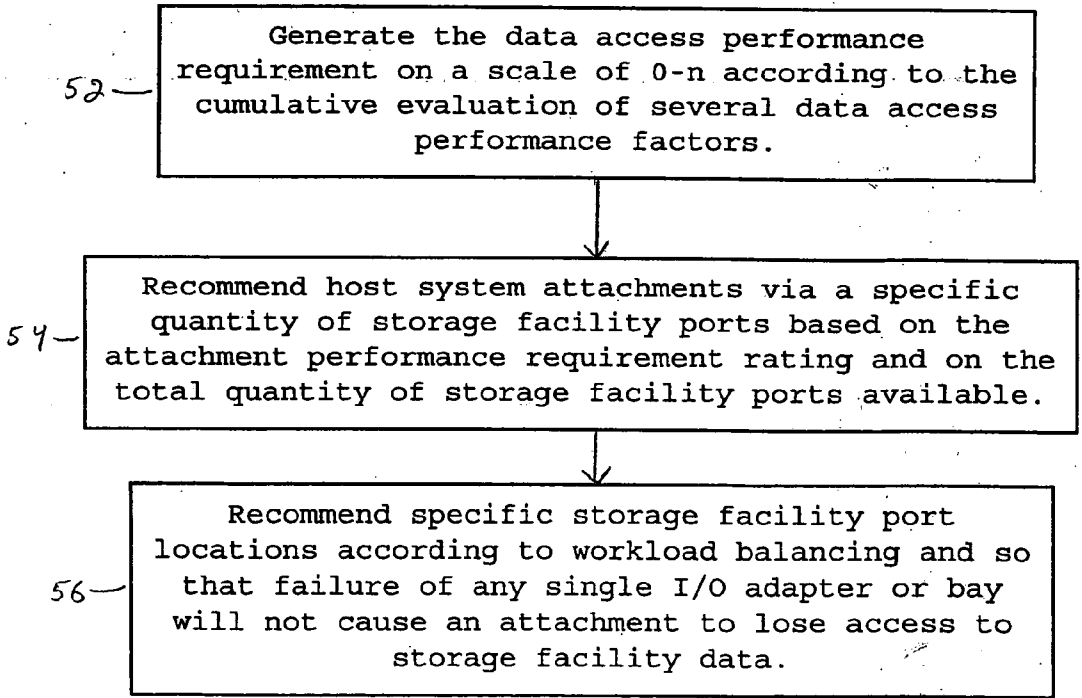 Generate the data access performance
52 requirement on a scale of 0-n according to the
cumulative evaluation of several data access
performance factors.
Recommend host system attachments via a specific
54 quantity of storage facility ports based on the
attachment performance requirement rating and on the
total quantity of storage facility ports available.
Recommend specific storage facility port
locations according to workload balancing and so
56 that failure of any single I/O adapter or bay
will not cause an attachment to lose access to
storage facility data.